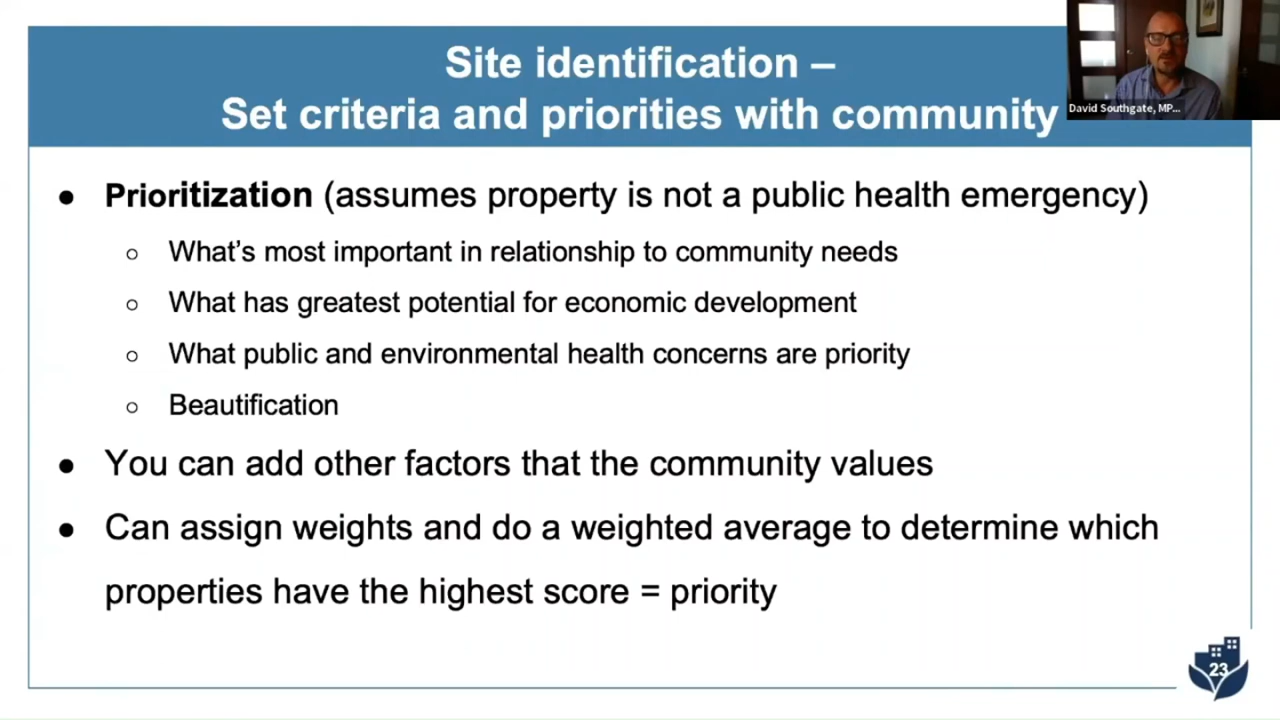 Site identification –
Set criteria and priorities with community
David Southgate, MP...
● Prioritization (assumes property is not a public health emergency)
○ What's most important in relationship to community needs
○ What has greatest potential for economic development
○ What public and environmental health concerns are priority
○ Beautification
● You can add other factors that the community values
● Can assign weights and do a weighted average to determine which
properties have the highest score = priority
23